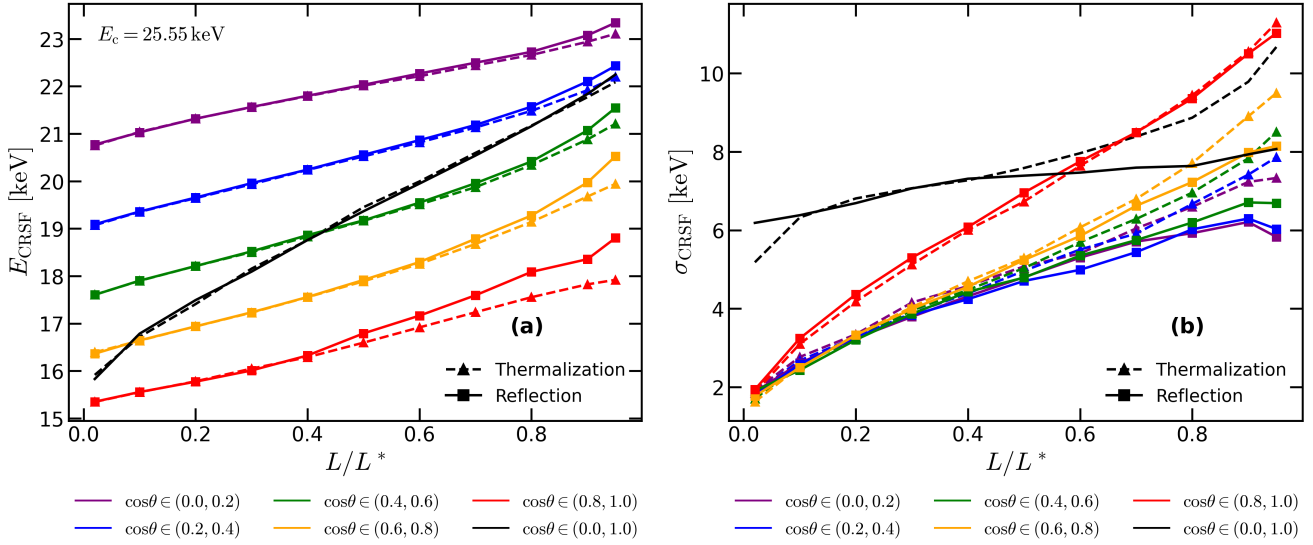 E_c = 25.55 keV
23
22
21
20
19
18
17
16
15
E_CRSF [keV]
(a)
Thermalization
Reflection
0.0 0.2 0.4 0.6 0.8
L/L*
cosθ∈(0.0, 0.2) cosθ∈(0.4, 0.6) cosθ∈(0.8, 1.0)
cosθ∈(0.2, 0.4) cosθ∈(0.6, 0.8) cosθ∈(0.0, 1.0)
10
8
6
4
2
σ_CRSF [keV]
(b)
Thermalization
Reflection
0.0 0.2 0.4 0.6 0.8
L/L*
cosθ∈(0.0, 0.2) cosθ∈(0.4, 0.6) cosθ∈(0.8, 1.0)
cosθ∈(0.2, 0.4) cosθ∈(0.6, 0.8) cosθ∈(0.0, 1.0)